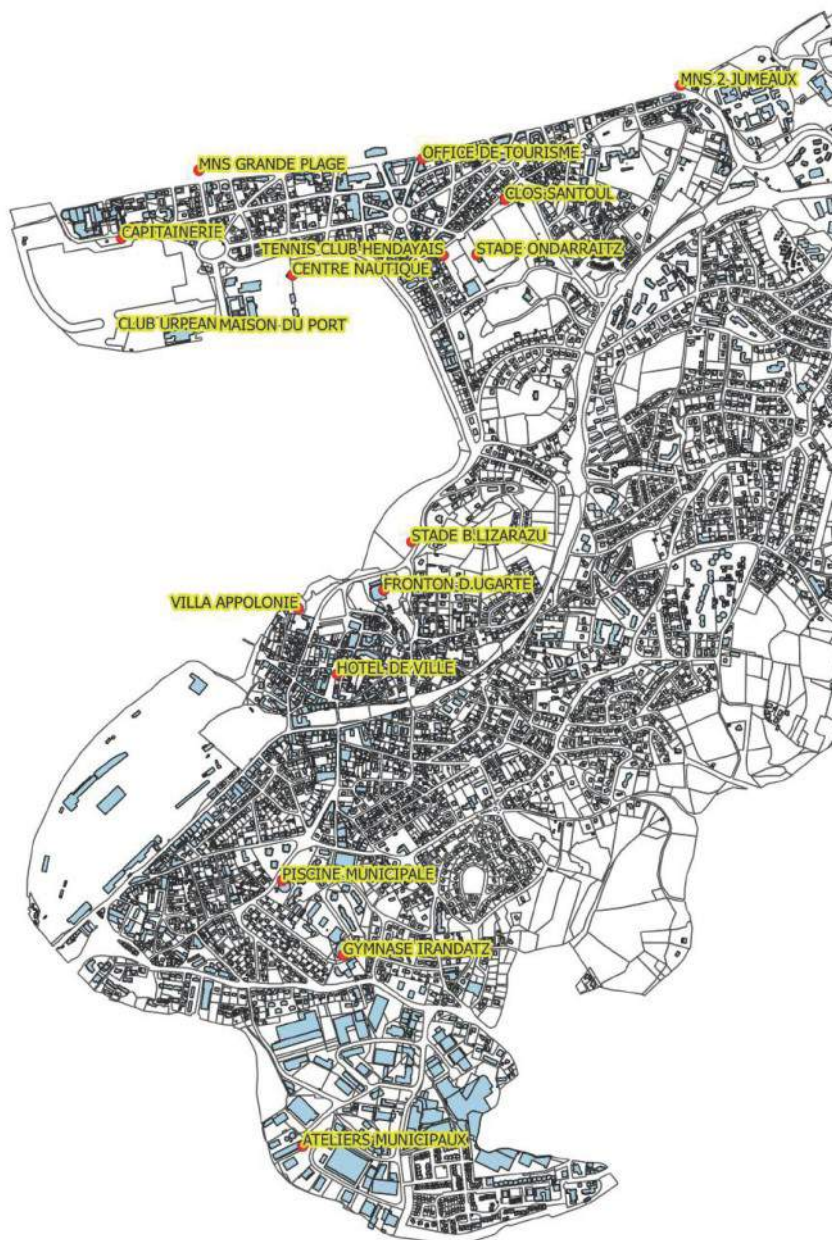 MNS 2 JUMEAUX
OFFICE DE TOURISME
MNS GRANDE PLAGE
CLOS SANTOUL
CAPITAINERIE
TENNIS CLUB HENDAYAIS
STADE ONDARRAITZ
CENTRE NAUTIQUE
CLUB URPEAN
MAISON DU PORT
STADE B.LIZARAZU
FRONTON D.UGARTE
VILLA APPOLONIE
HOTEL DE VILLE
PISCINE MUNICIPALE
GYMNASE IRANDATZ
ATELIERS MUNICIPAUX